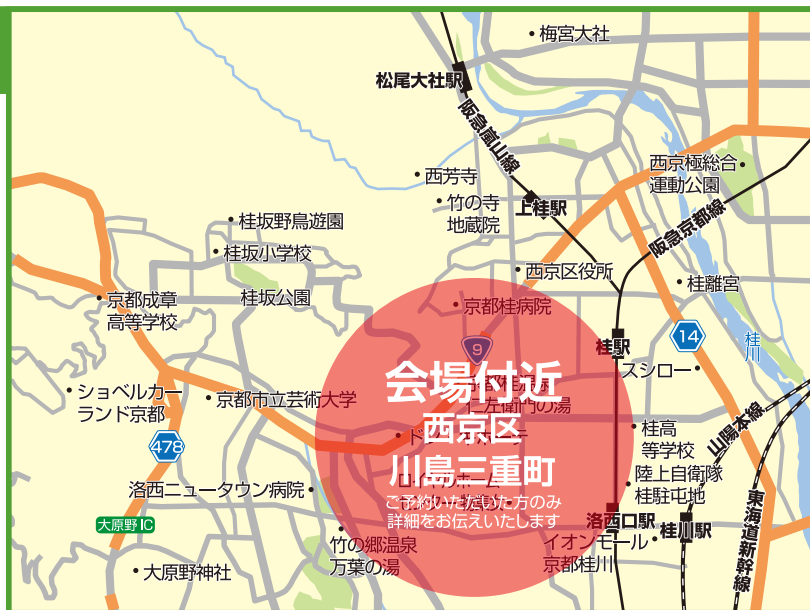 梅宮大社
松尾大社駅
阪急嵐山線
西京極総合
運動公園
西芳寺
竹の寺
地蔵院
上桂駅
阪急京都線
桂坂野鳥遊園
桂坂小学校
西京区役所
桂離宮
桂坂公園
京都成章
高等学校
京都桂病院
9
14
桂川
桂駅
スシロー
会場付近
西京区
川島三重町
ご予約いただいた方のみ
詳細をお伝えいたします
仁左衛門の湯
ショベルカー
ランド京都
京都市立芸術大学
478
桂高
等学校
山陽本線
陸上自衛隊
桂駐屯地
洛西ニュータウン病院
大原野IC
洛西口駅
桂川駅
東海道新幹線
イオンモール
京都桂川
竹の郷温泉
万葉の湯
大原野神社